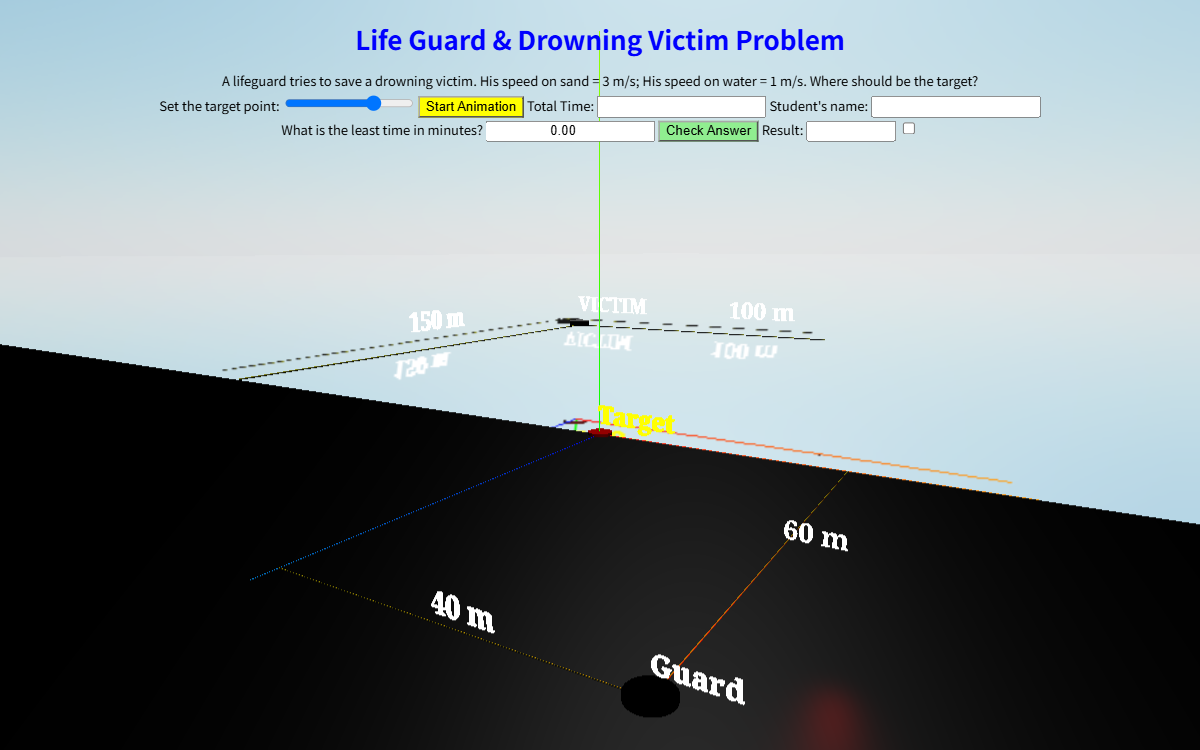 Life Guard & Drowning Victim Problem
A lifeguard tries to save a drowning victim. His speed on sand = 3 m/s; His speed on water = 1 m/s. Where should be the target?
Set the target point: Start Animation Total Time: Student's name:
What is the least time in minutes? 0.00 Check Answer Result:
VICTIM
150 m
100 m
Target
60 m
40 m
Guard